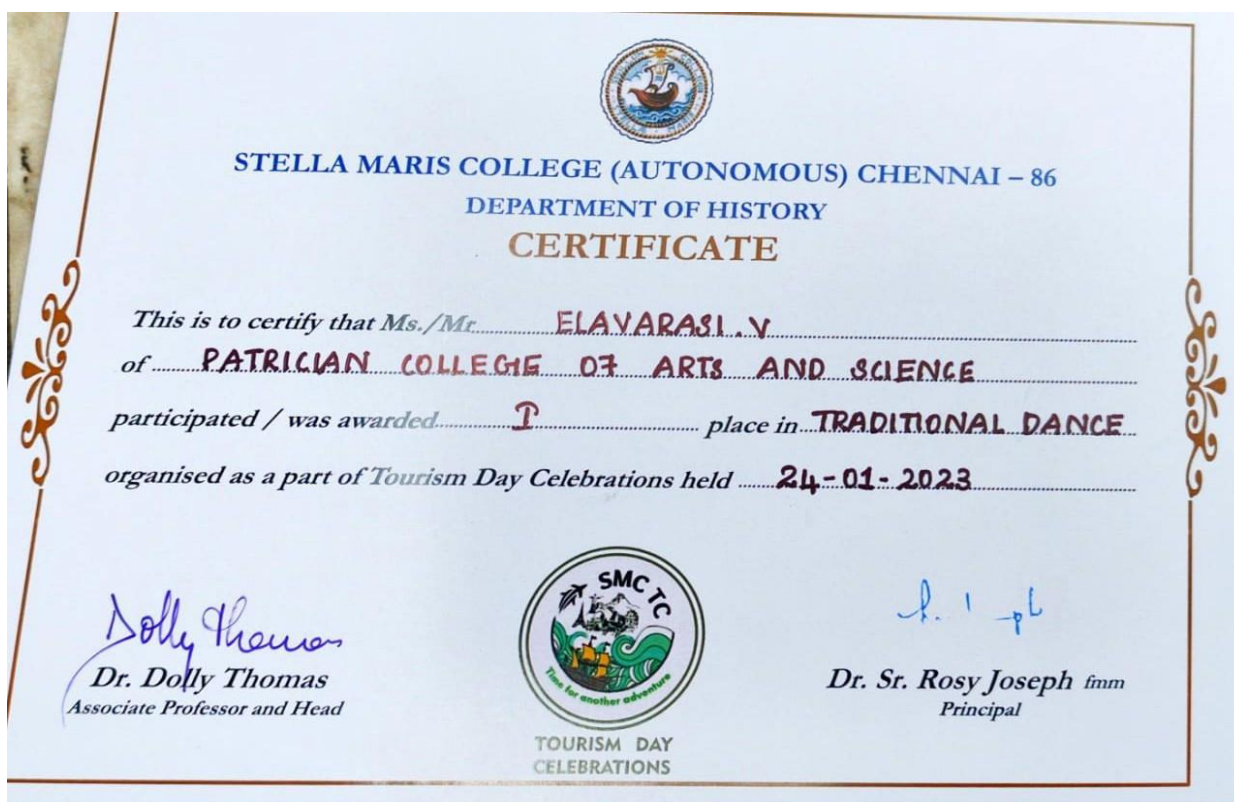 STELLA MARIS COLLEGE (AUTONOMOUS) CHENNAI – 86
DEPARTMENT OF HISTORY
CERTIFICATE
This is to certify that Ms./Mr. ELAVARASI.V
of PATRICIAN COLLEGE OF ARTS AND SCIENCE
participated / was awarded I place in TRADITIONAL DANCE
organised as a part of Tourism Day Celebrations held 24-01-2023
Dolly Thomas
Dr. Dolly Thomas
Associate Professor and Head
SMC TC
Time for another adventure
TOURISM DAY
CELEBRATIONS
Dr. Sr. Rosy Joseph fmm
Principal